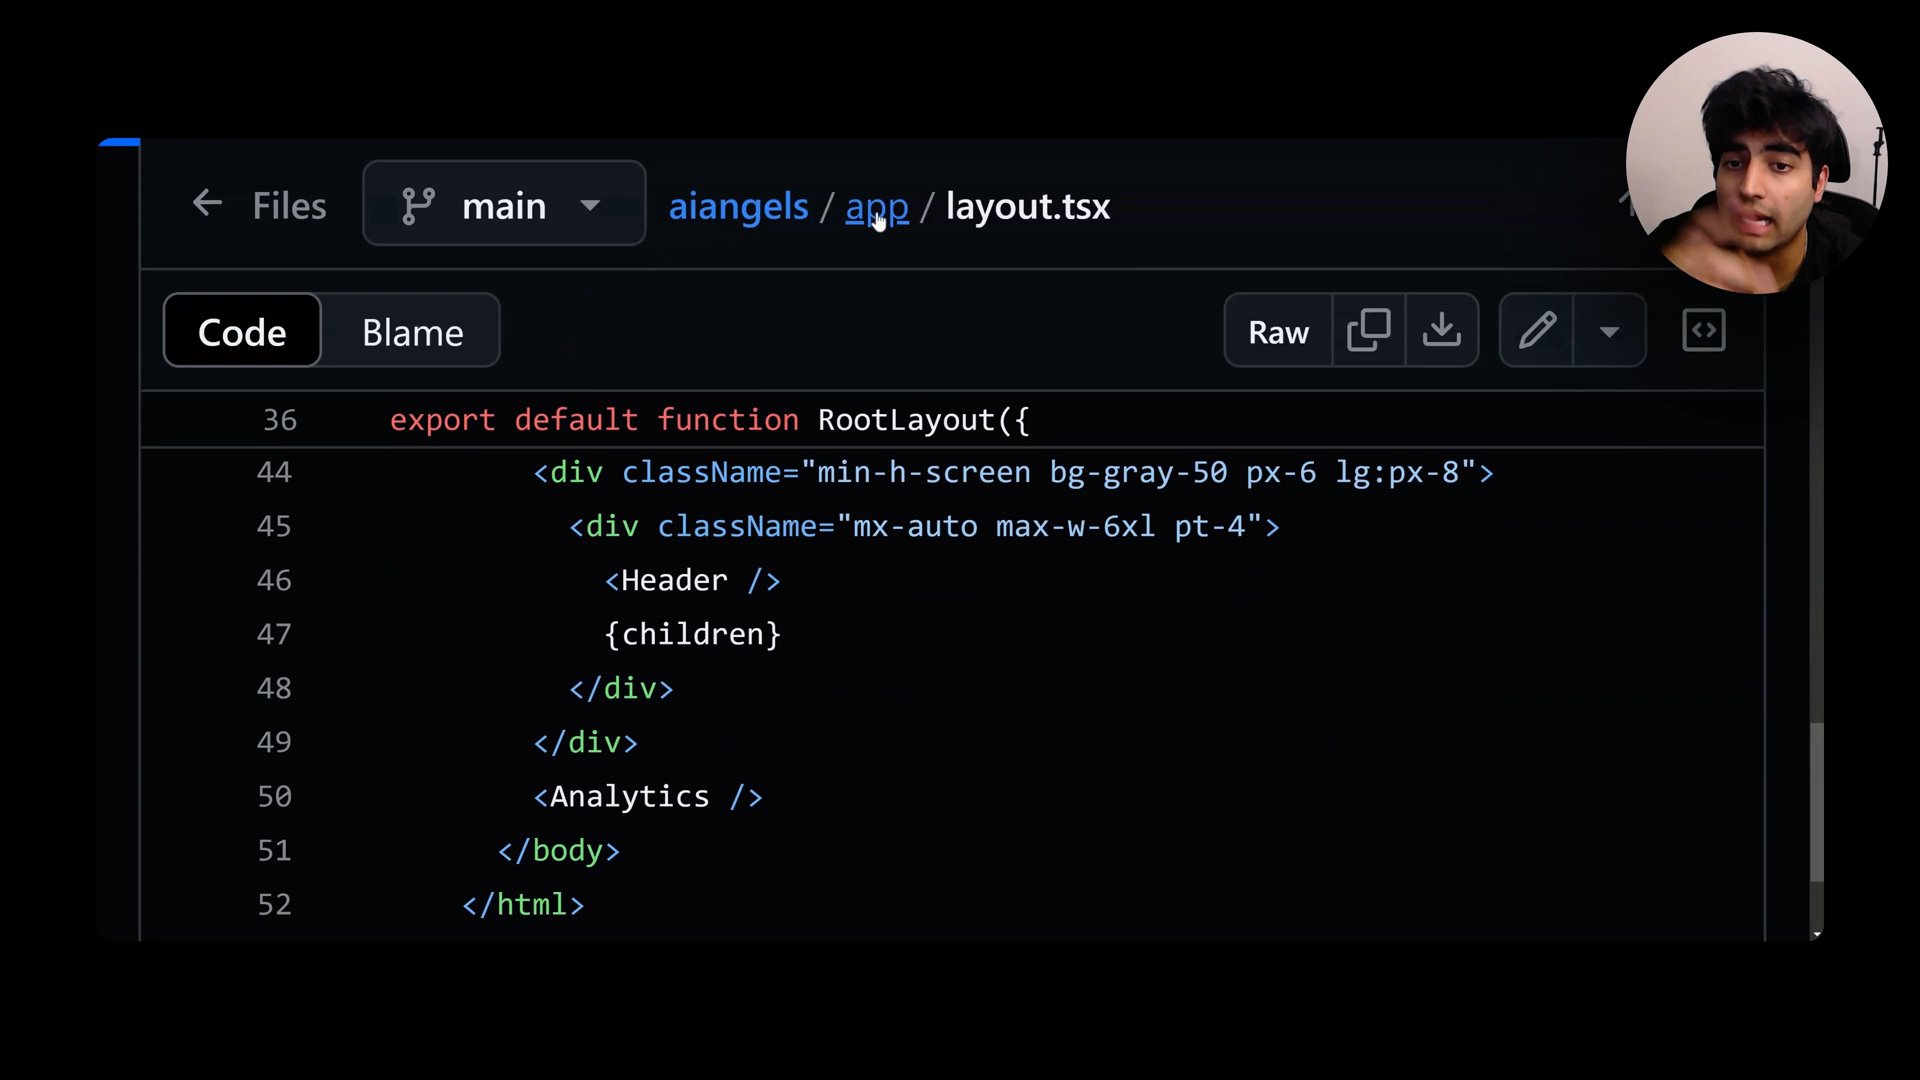 Files main aiangels / app / layout.tsx
Code Blame Raw
36 export default function RootLayout({
44 <div className="min-h-screen bg-gray-50 px-6 lg:px-8">
45 <div className="mx-auto max-w-6xl pt-4">
46 <Header />
47 {children}
48 </div>
49 </div>
50 <Analytics />
51 </body>
52 </html>